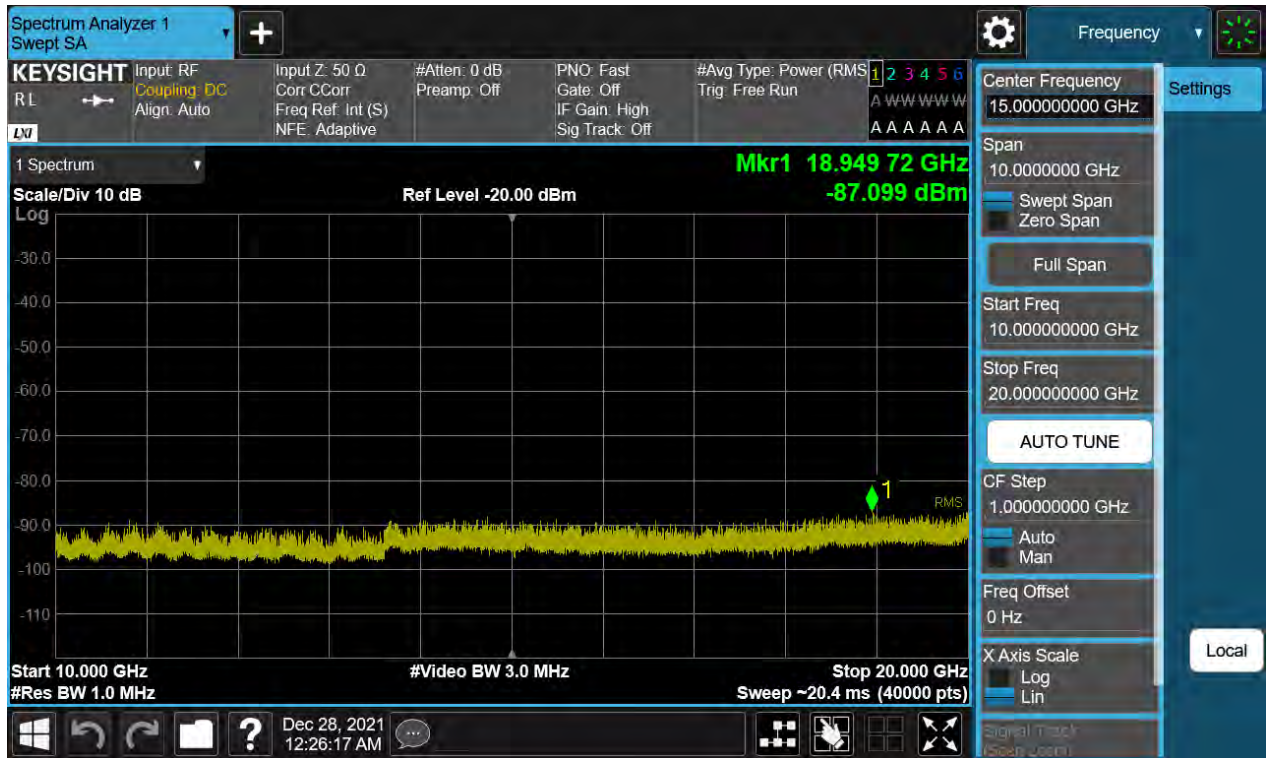 Spectrum Analyzer 1
Swept SA
+
Frequency
KEYSIGHT
RL
LXI
Input: RF
Coupling: DC
Align: Auto
Input Z: 50 Ω
Corr CCorr
Freq Ref: Int (S)
NFE: Adaptive
#Atten: 0 dB
Preamp: Off
PNO: Fast
Gate: Off
IF Gain: High
Sig Track: Off
#Avg Type: Power (RMS
Trig: Free Run
1 2 3 4 5 6
A W W W W W
A A A A A A
1 Spectrum
Scale/Div 10 dB
Ref Level -20.00 dBm
Mkr1 18.949 72 GHz
-87.099 dBm
Log
-30.0
-40.0
-50.0
-60.0
-70.0
-80.0
-90.0
-100
-110
1
RMS
Start 10.000 GHz
#Video BW 3.0 MHz
Stop 20.000 GHz
#Res BW 1.0 MHz
Sweep ~20.4 ms (40000 pts)
Dec 28, 2021
12:26:17 AM
?
Center Frequency
15.000000000 GHz
Settings
Span
10.0000000 GHz
Swept Span
Zero Span
Full Span
Start Freq
10.000000000 GHz
Stop Freq
20.000000000 GHz
AUTO TUNE
CF Step
1.000000000 GHz
Auto
Man
Freq Offset
0 Hz
X Axis Scale
Log
Lin
Local
Signal Track
(Span Zoom)